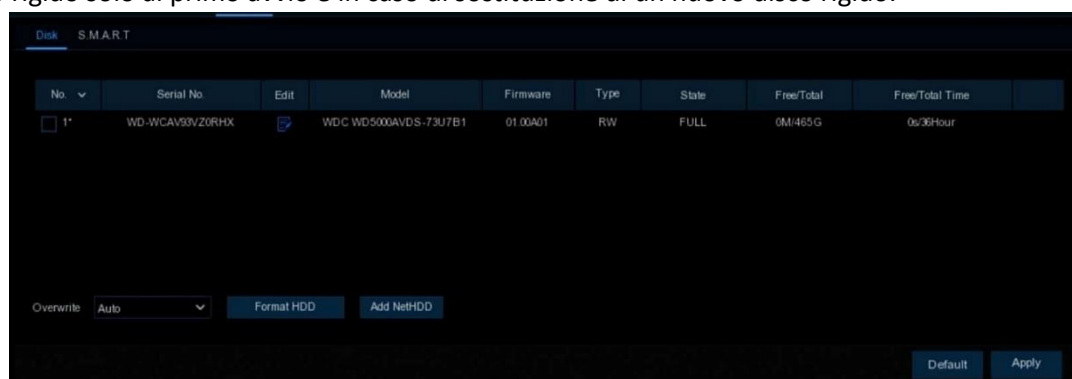 rigido solo al primo avvio e in caso di sostituzione di un nuovo disco rigido.
Disk S.M.A.R.T
No. Serial No. Edit Model Firmware Type State Free/Total Free/Total Time
1* WD-WCAV93VZ0RHX WDC WD5000AVDS-73U7B1 01.00A01 RW FULL 0M/465G 0s/36Hour
Overwrite Auto Format HDD Add NetHDD
Default Apply